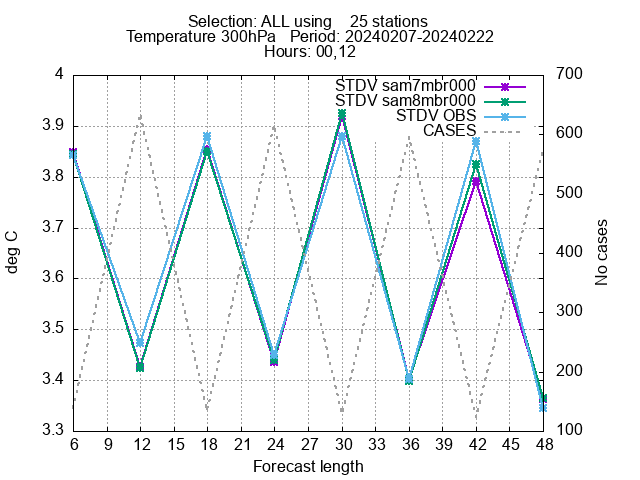 Selection: ALL using    25 stations
Temperature 300hPa   Period: 20240207-20240222
Hours: 00,12
STDV sam7mbr000
STDV sam8mbr000
STDV OBS
CASES
4
3.9
3.8
3.7
3.6
3.5
3.4
3.3
deg C
700
600
500
400
300
200
100
No cases
6 9 12 15 18 21 24 27 30 33 36 39 42 45 48
Forecast length